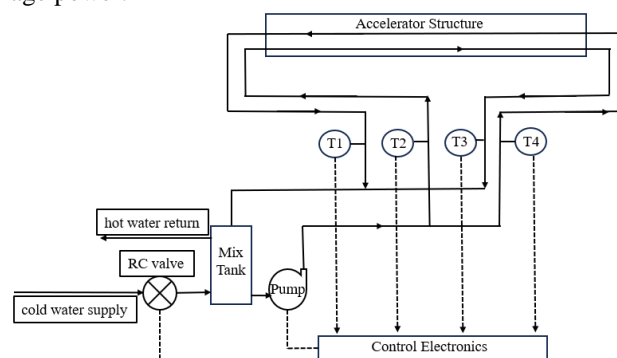 Accelerator Structure
T1
T2
T3
T4
hot water return
RC valve
Mix
Tank
Pump
cold water supply
Control Electronics